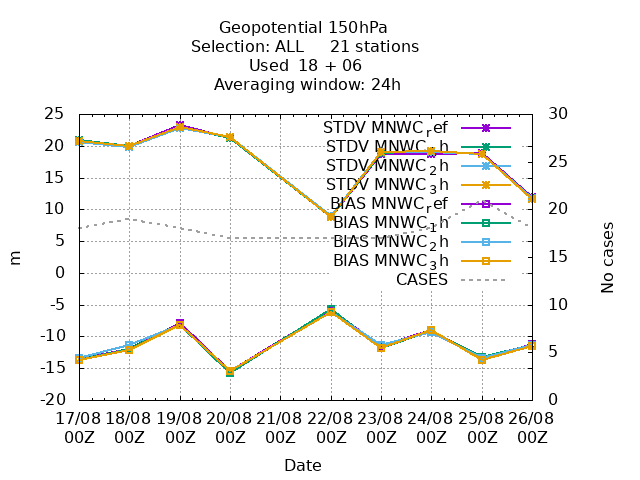 Geopotential 150hPa
Selection: ALL     21 stations
Used  18 + 06
Averaging window: 24h
25
20
15
10
5
0
-5
-10
-15
-20
m
30
25
20
15
10
5
0
No cases
STDV MNWC_ref
STDV MNWC_1h
STDV MNWC_2h
STDV MNWC_3h
BIAS MNWC_ref
BIAS MNWC_1h
BIAS MNWC_2h
BIAS MNWC_3h
CASES
17/08 18/08 19/08 20/08 21/08 22/08 23/08 24/08 25/08 26/08
00Z 00Z 00Z 00Z 00Z 00Z 00Z 00Z 00Z 00Z
Date